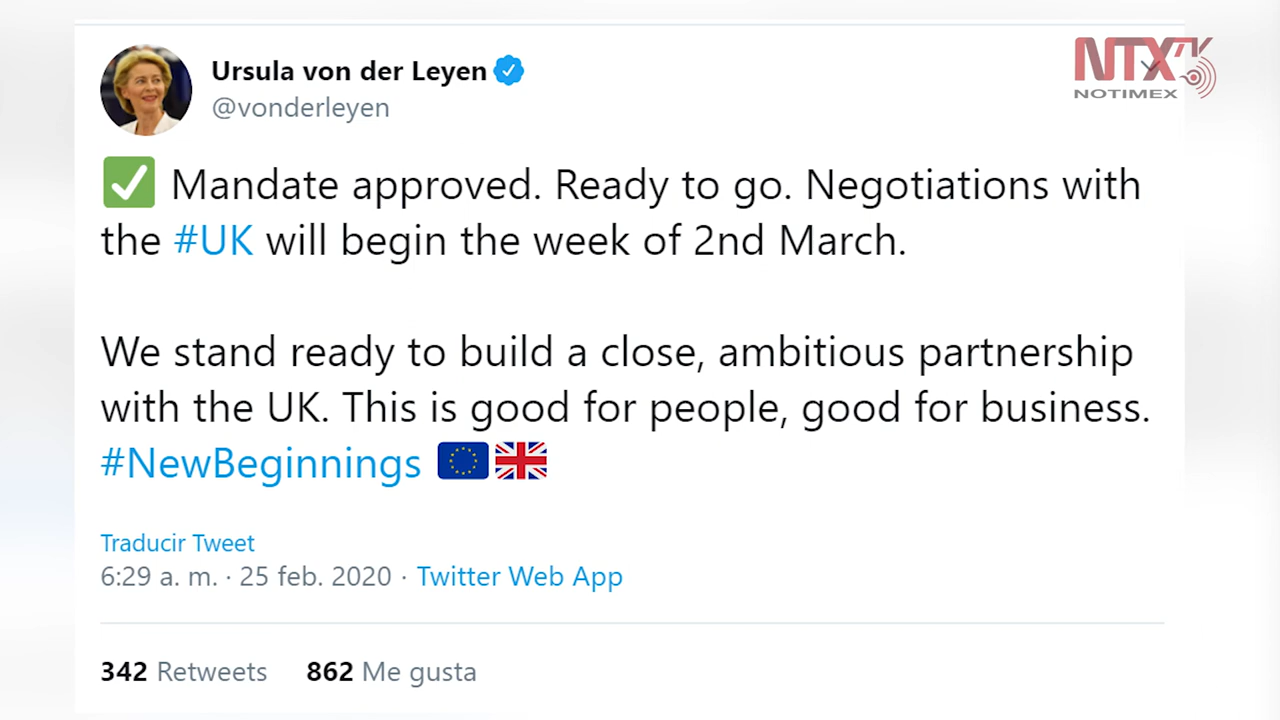 Ursula von der Leyen
@vonderleyen
NTX
NOTIMEX
✅ Mandate approved. Ready to go. Negotiations with
the #UK will begin the week of 2nd March.
We stand ready to build a close, ambitious partnership
with the UK. This is good for people, good for business.
#NewBeginnings 🇪🇺🇬🇧
Traducir Tweet
6:29 a. m. · 25 feb. 2020 · Twitter Web App
342 Retweets 862 Me gusta